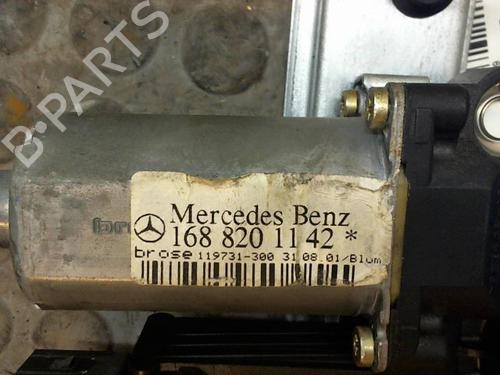 B-PARTS
Mercedes Benz
168 820 11 42 *
brose 119731-300 31 08 01/Blum